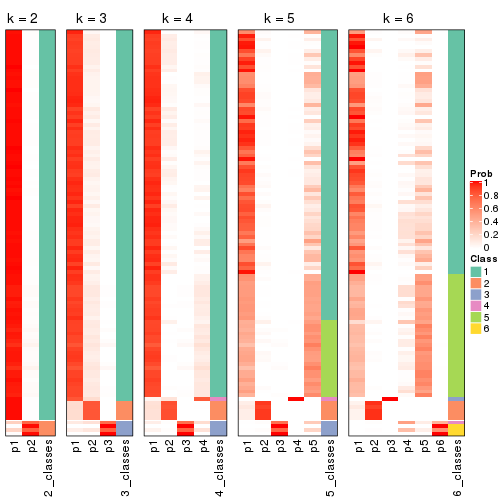 k = 2
k = 3
k = 4
k = 5
k = 6
p1
p2
2_classes
p1
p2
p3
3_classes
p1
p2
p3
p4
4_classes
p1
p2
p3
p4
p5
5_classes
p1
p2
p3
p4
p5
p6
6_classes
Prob
1
0.8
0.6
0.4
0.2
0
Class
1
2
3
4
5
6